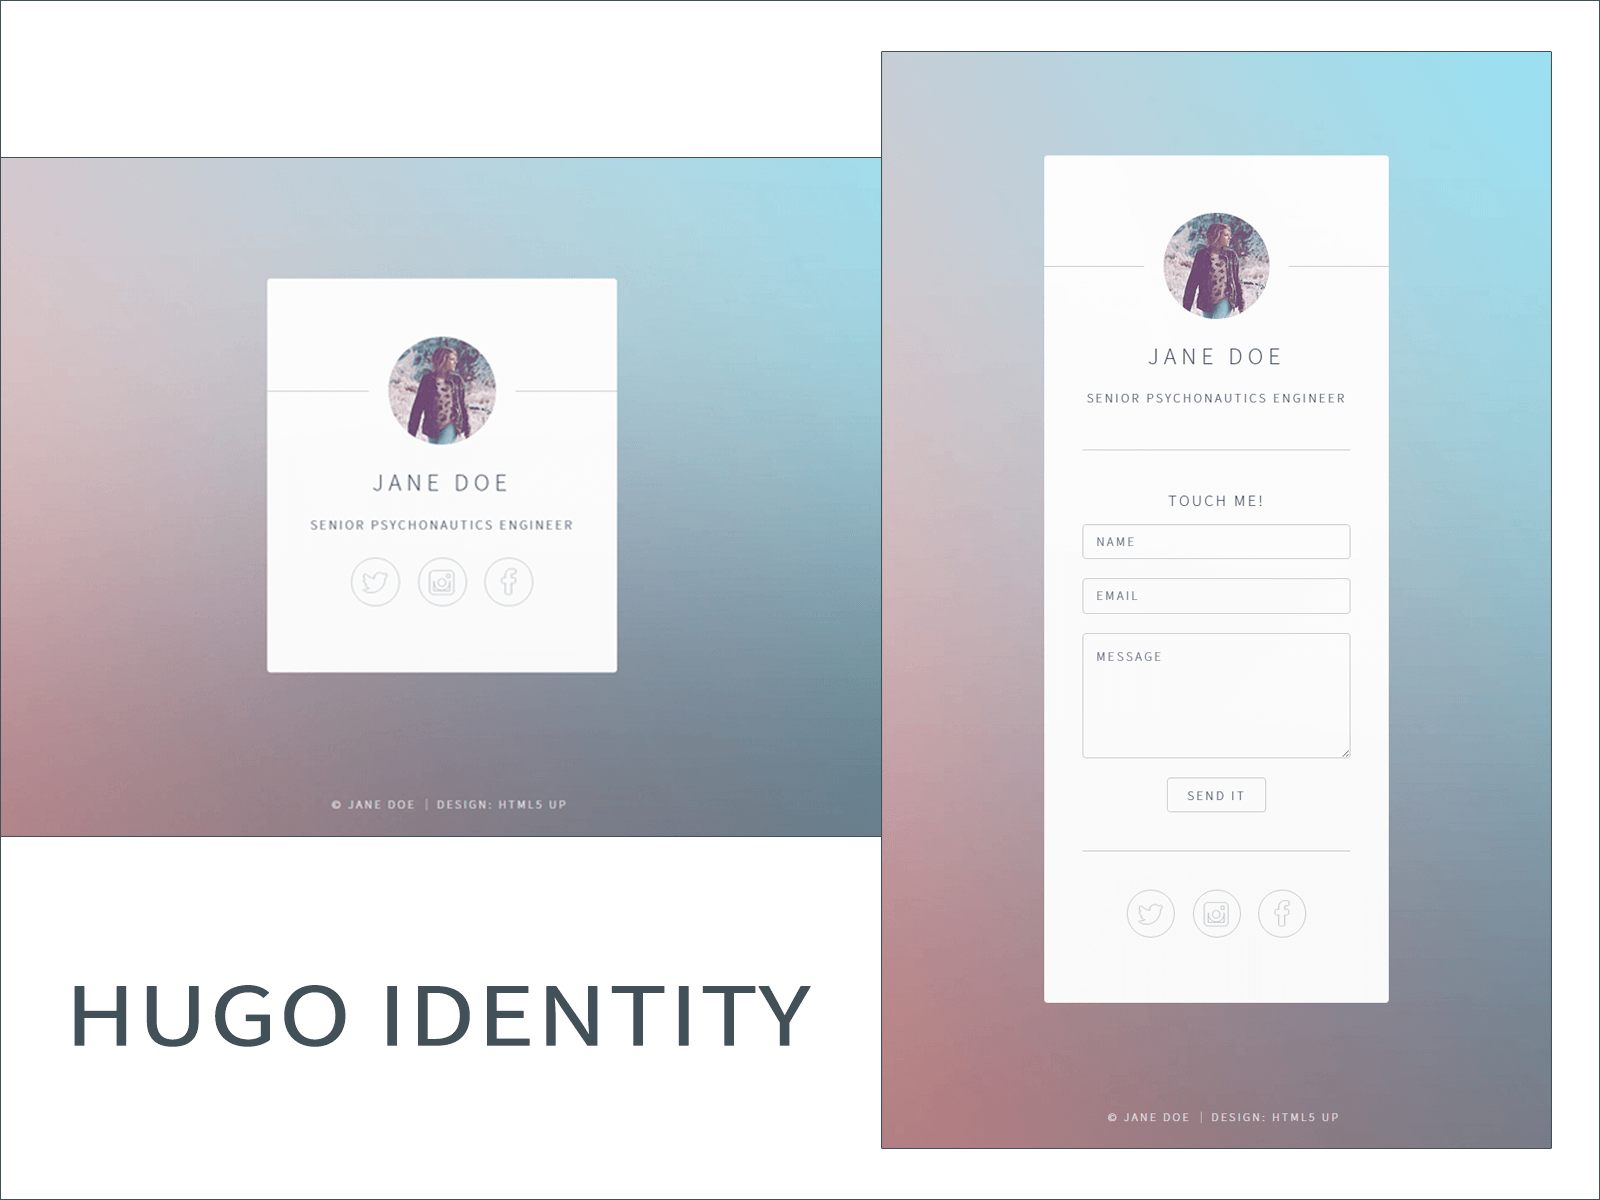 JANE DOE
SENIOR PSYCHONAUTICS ENGINEER
© JANE DOE | DESIGN: HTML5 UP
HUGO IDENTITY
JANE DOE
SENIOR PSYCHONAUTICS ENGINEER
TOUCH ME!
NAME
EMAIL
MESSAGE
SEND IT
© JANE DOE | DESIGN: HTML5 UP